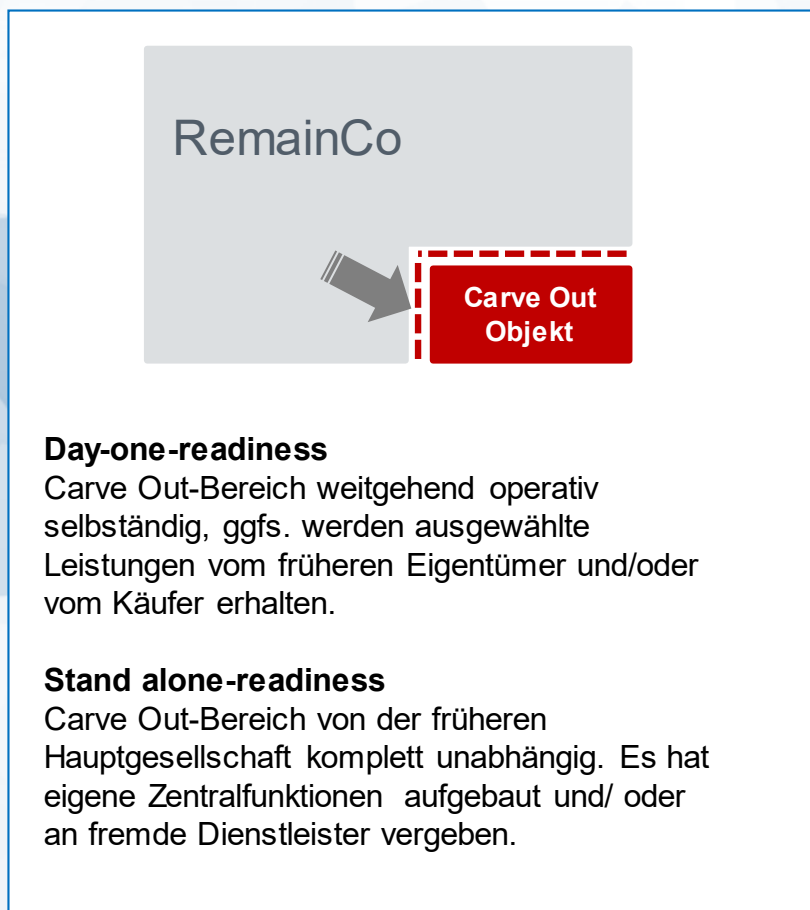 RemainCo
Carve Out
Objekt
Day-one-readiness
Carve Out-Bereich weitgehend operativ
selbständig, ggfs. werden ausgewählte
Leistungen vom früheren Eigentümer und/oder
vom Käufer erhalten.
Stand alone-readiness
Carve Out-Bereich von der früheren
Hauptgesellschaft komplett unabhängig. Es hat
eigene Zentralfunktionen aufgebaut und/ oder
an fremde Dienstleister vergeben.